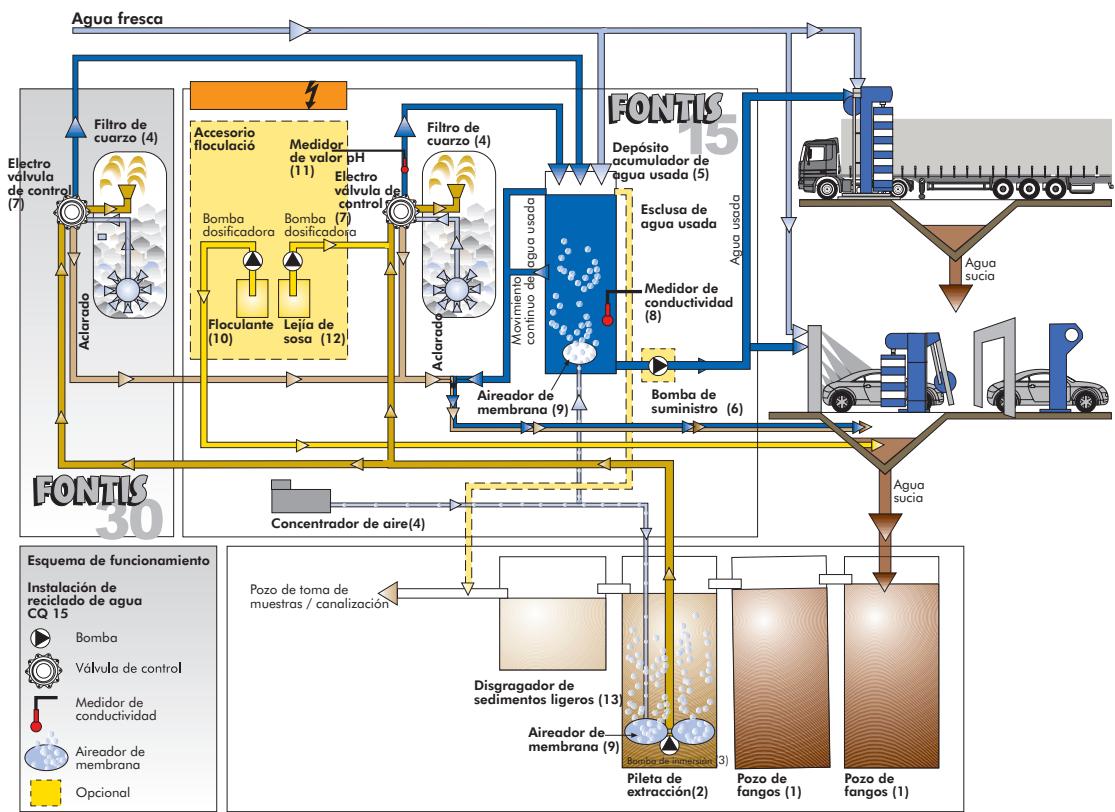 Agua fresca
FONTIS
15
Filtro de
cuarzo (4)
Electro
válvula de
control
(7)
Accesorio
floculació
Medidor
de valor pH
(11)
Electro
válvula de
control
(7)
Filtro de
cuarzo (4)
Depósito
acumulador de
agua usada (5)
Esclusa de
agua usada
Agua usada
Bomba
dosificadora
Bomba
dosificadora
Floculante
(10)
Lejía de
sosa (12)
Aclarado
Aclarado
Movimiento
continuo de agua usada
Medidor de
conductividad
(8)
Aireador de
membrana (9)
Bomba de
suministro (6)
Agua
sucia
Agua
sucia
FONTIS
30
Concentrador de aire(4)
Esquema de funcionamiento
Instalación de
reciclado de agua
CQ 15
Bomba
Válvula de control
Medidor de
conductividad
Aireador de
membrana
Opcional
Pozo de toma de
muestras / canalización
Disgragador de
sedimentos ligeros (13)
Aireador de
membrana (9)
Bomba de inmersión (3)
Pileta de
extracción(2)
Pozo de
fangos (1)
Pozo de
fangos (1)